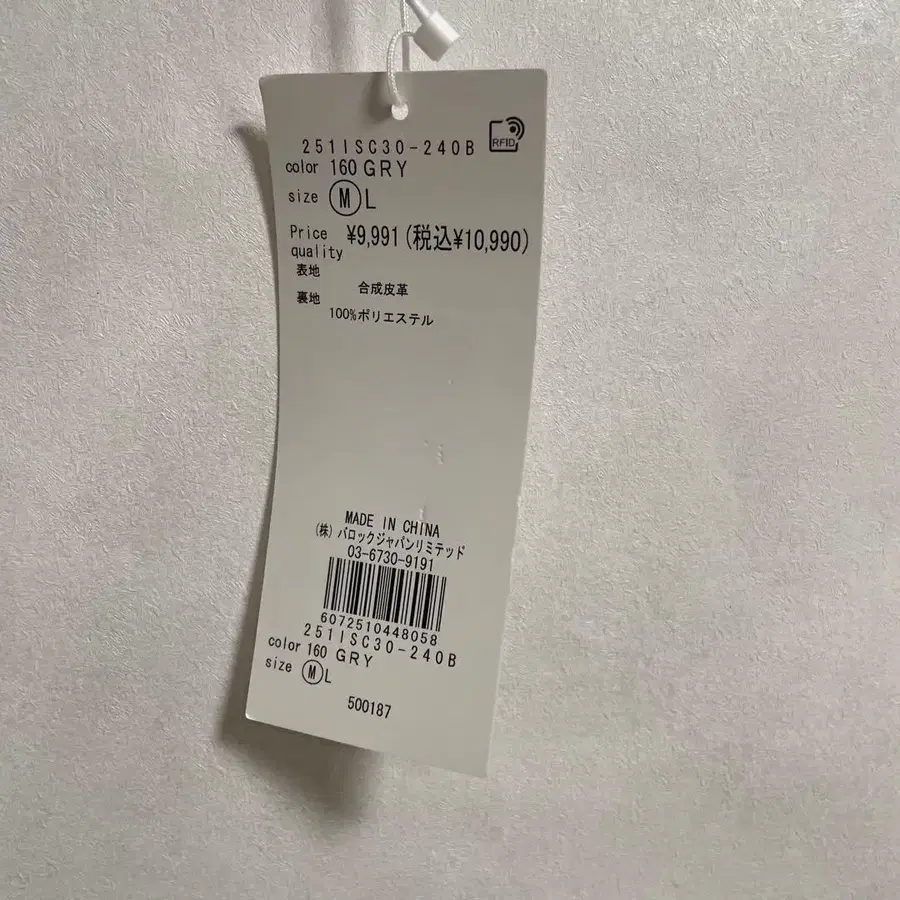 251ISC30-240B
RFID
color 160 GRY
size M L
Price ¥9,991(税込¥10,990)
quality
表地
合成皮革
裏地
100%ポリエステル
MADE IN CHINA
(株)バロックジャパンリミテッド
03-6730-9191
6072510448058
251ISC30-240B
color 160 GRY
size M L
500187